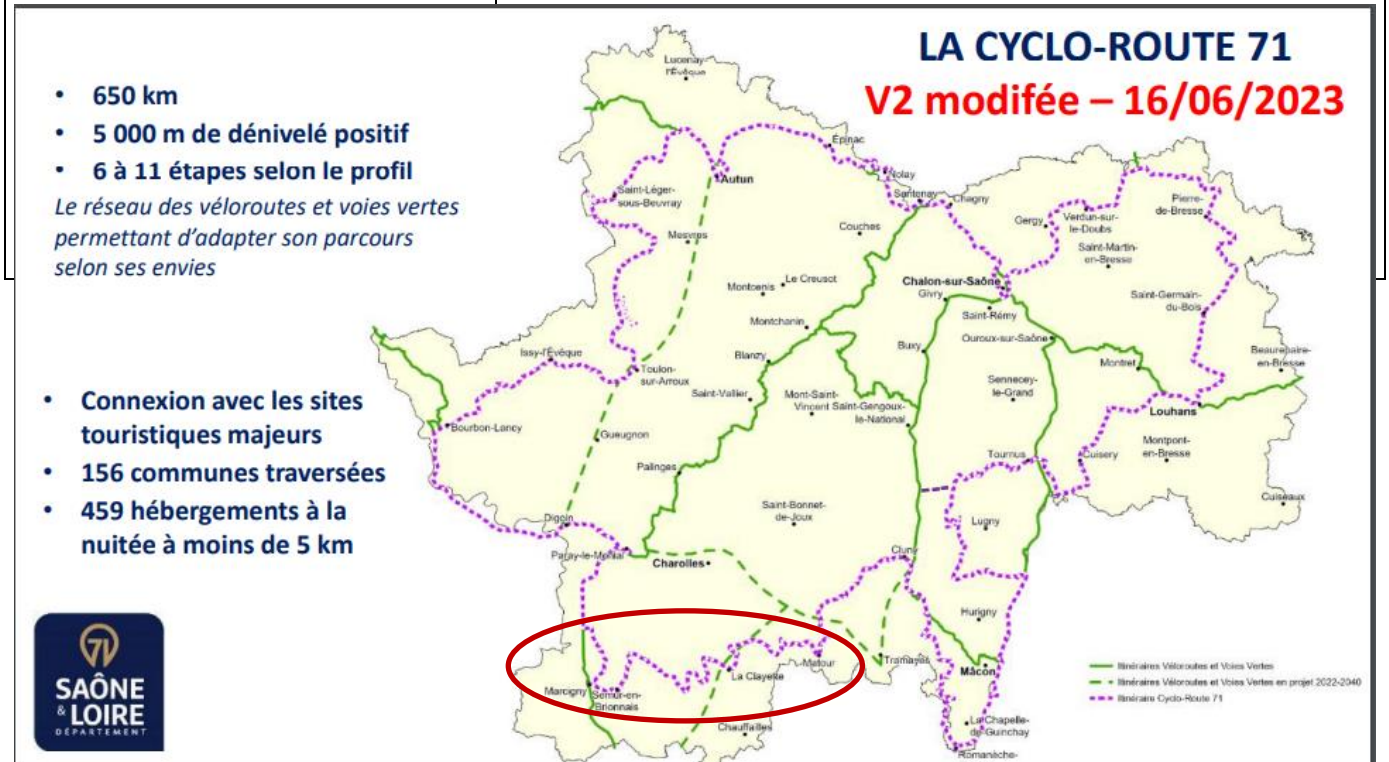 LA CYCLO-ROUTE 71
V2 modifée – 16/06/2023
• 650 km
• 5 000 m de dénivelé positif
• 6 à 11 étapes selon le profil
Le réseau des véloroutes et voies vertes
permettant d'adapter son parcours
selon ses envies
• Connexion avec les sites
touristiques majeurs
• 156 communes traversées
• 459 hébergements à la
nuitée à moins de 5 km
71
SAÔNE
& LOIRE
DÉPARTEMENT
Lucenay-
l'Évêque
Épinac
Autun
Nolay
Santenay
Chagny
Saint-Léger-
sous-Beuvray
Mesvres
Couches
Gergy
Verdun-sur-
le-Doubs
Pierre-
de-Bresse
Saint-Martin-
en-Bresse
Montcenis
Le Creusot
Chalon-sur-Saône
Givry
Saint-Rémy
Saint-Germain-
du-Bois
Montchanin
Ouroux-sur-Saône
Buxy
Issy-l'Évêque
Blanzy
Montret
Beaurepaire-
en-Bresse
Toulon-
sur-Arroux
Saint-Vallier
Mont-Saint-
Vincent
Saint-Gengoux-
le-National
Sennecey-
le-Grand
Louhans
Bourbon-Lancy
Gueugnon
Montpont-
en-Bresse
Tournus
Cuisery
Palinges
Cuiseaux
Saint-Bonnet-
de-Joux
Lugny
Digoin
Paray-le-Monial
Charolles
Cluny
Hurigny
Matour
Tramayes
Mâcon
La Clayette
Marcigny
Semur-en-
Brionnais
Chauffailles
La Chapelle-
de-Guinchay
Romanèche-
Itinéraires Véloroutes et Voies Vertes
Itinéraires Véloroutes et Voies Vertes en projet 2022-2040
Itinéraire Cyclo-Route 71